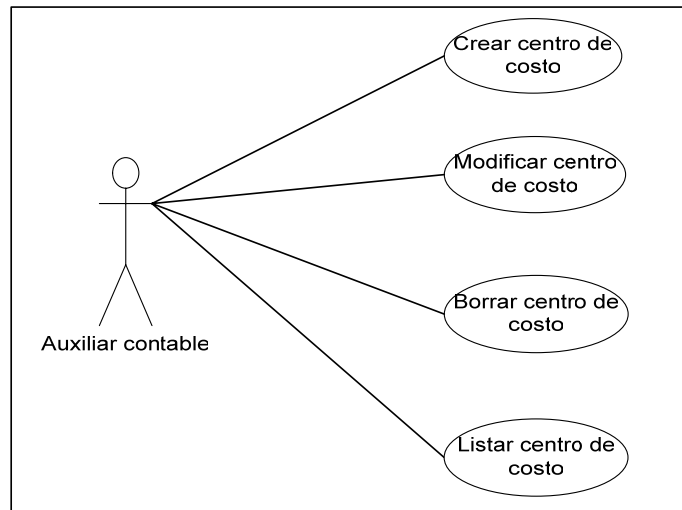 Crear centro de
costo
Modificar centro
de costo
Borrar centro de
costo
Auxiliar contable
Listar centro de
costo